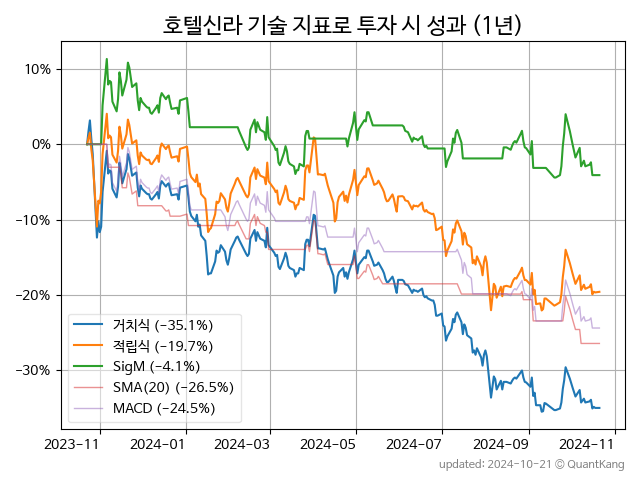 호텔신라 기술 지표로 투자 시 성과 (1년)
10%
0%
−10%
−20%
−30%
거치식 (−35.1%)
적립식 (−19.7%)
SigM (−4.1%)
SMA(20) (−26.5%)
MACD (−24.5%)
2023-11 2024-01 2024-03 2024-05 2024-07 2024-09 2024-11
updated: 2024-10-21 © QuantKang